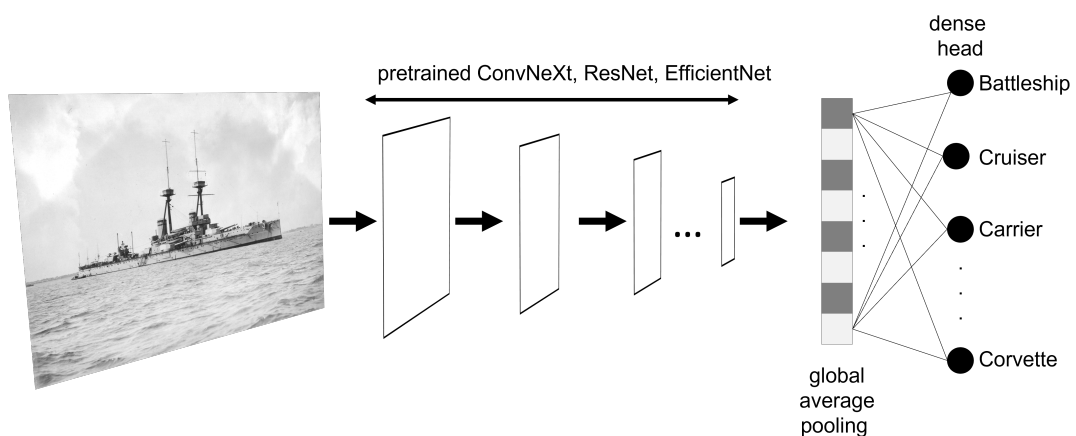 pretrained ConvNeXt, ResNet, EfficientNet
dense
head
Battleship
Cruiser
Carrier
Corvette
global
average
pooling